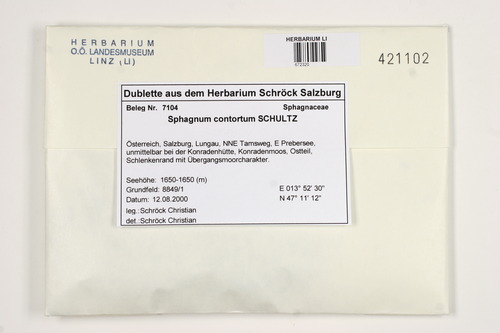 HERBARIUM
O.Ö. LANDESMUSEUM
LINZ (LI)
HERBARIUM LI
672320
421102
Dublette aus dem Herbarium Schröck Salzburg
Beleg Nr. 7104 Sphagnaceae
Sphagnum contortum SCHULTZ
Österreich, Salzburg, Lungau, NNE Tamsweg, E Prebersee,
unmittelbar bei der Konradenhütte, Konradenmoos, Ostteil,
Schlenkenrand mit Übergangsmoorcharakter.
Seehöhe: 1650-1650 (m)
Grundfeld: 8849/1 E 013° 52' 30"
Datum: 12.08.2000 N 47° 11' 12"
leg.:Schröck Christian
det.:Schröck Christian